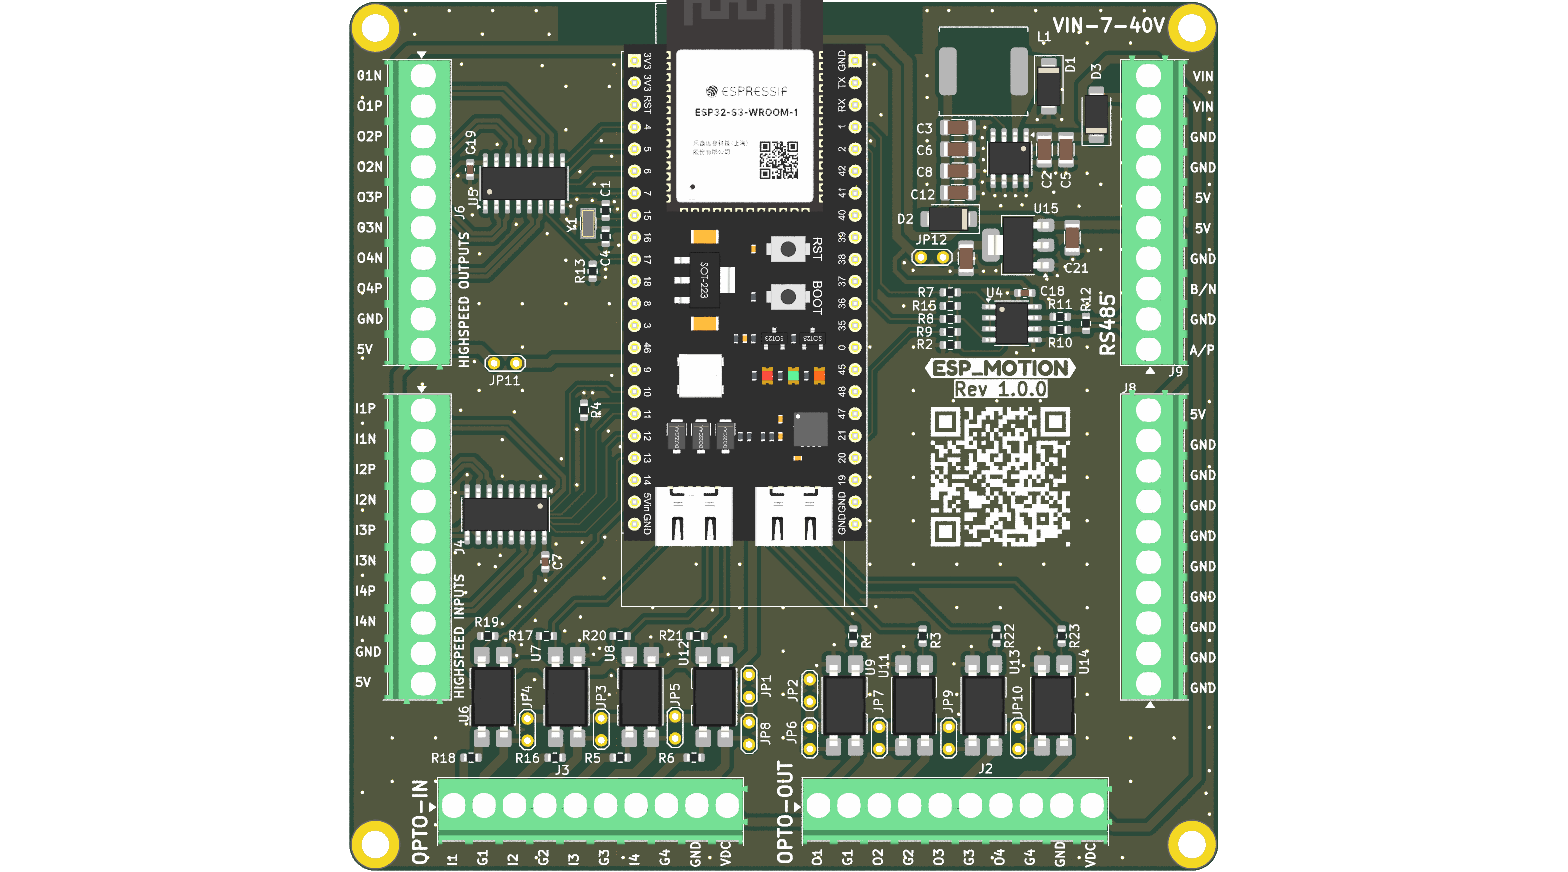 VIN-7-40V
L1
D1
D3
O1N
O1P
O2P
O2N
O3P
O3N
O4N
O4P
GND
5V
J6
HIGHSPEED OUTPUTS
C19
U5
Y1
C1
C4
R13
JP11
R4
I1P
I1N
I2P
I2N
I3P
I3N
I4P
I4N
GND
5V
J4
HIGHSPEED INPUTS
C7
3V3
3V3
RST
4
5
6
7
15
16
17
18
8
3
46
9
10
11
12
13
14
5Vin
GND
ESPRESSIF
ESP32-S3-WROOM-1
RST
BOOT
SOT-223
SOT23
SOT23
GND
TX
RX
1
2
42
41
40
39
38
37
36
35
0
45
48
47
21
20
19
GND
GND
C3
C6
C8
C12
C2
C5
D2
U15
JP12
C21
R7
R15
R8
R9
R2
U4
C18
R11
R12
R10
RS485
VIN
VIN
GND
GND
5V
5V
GND
B/N
GND
A/P
J9
ESP_MOTION
Rev 1.0.0
J8
5V
GND
GND
GND
GND
GND
GND
GND
GND
GND
R19
R17
R20
R21
U6
U7
U8
U12
JP4
JP3
JP5
JP1
JP8
R18
R16
R5
R6
J3
OPTO-IN
I1
G1
I2
G2
I3
G3
I4
G4
GND
VDC
R1
R3
R22
R23
U9
U11
U13
U14
JP2
JP6
JP7
JP9
JP10
J2
OPTO-OUT
O1
G1
O2
G2
O3
G3
O4
G4
GND
VDC